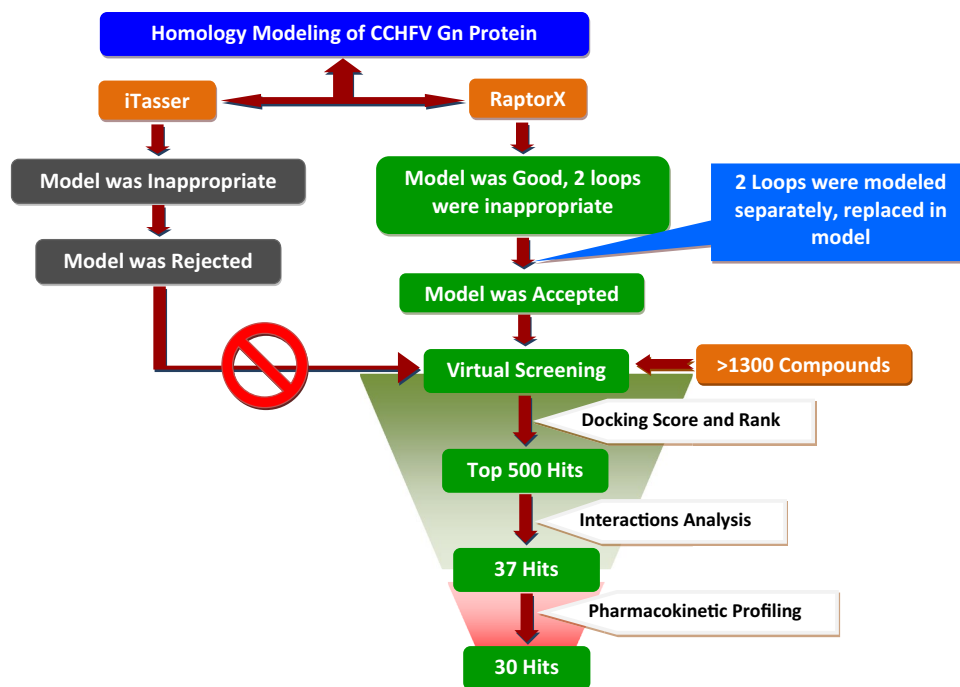 Homology Modeling of CCHFV Gn Protein
iTasser
RaptorX
Model was Inappropriate
Model was Good, 2 loops
were inappropriate
2 Loops were modeled
separately, replaced in
model
Model was Rejected
Model was Accepted
Virtual Screening
>1300 Compounds
Docking Score and Rank
Top 500 Hits
Interactions Analysis
37 Hits
Pharmacokinetic Profiling
30 Hits